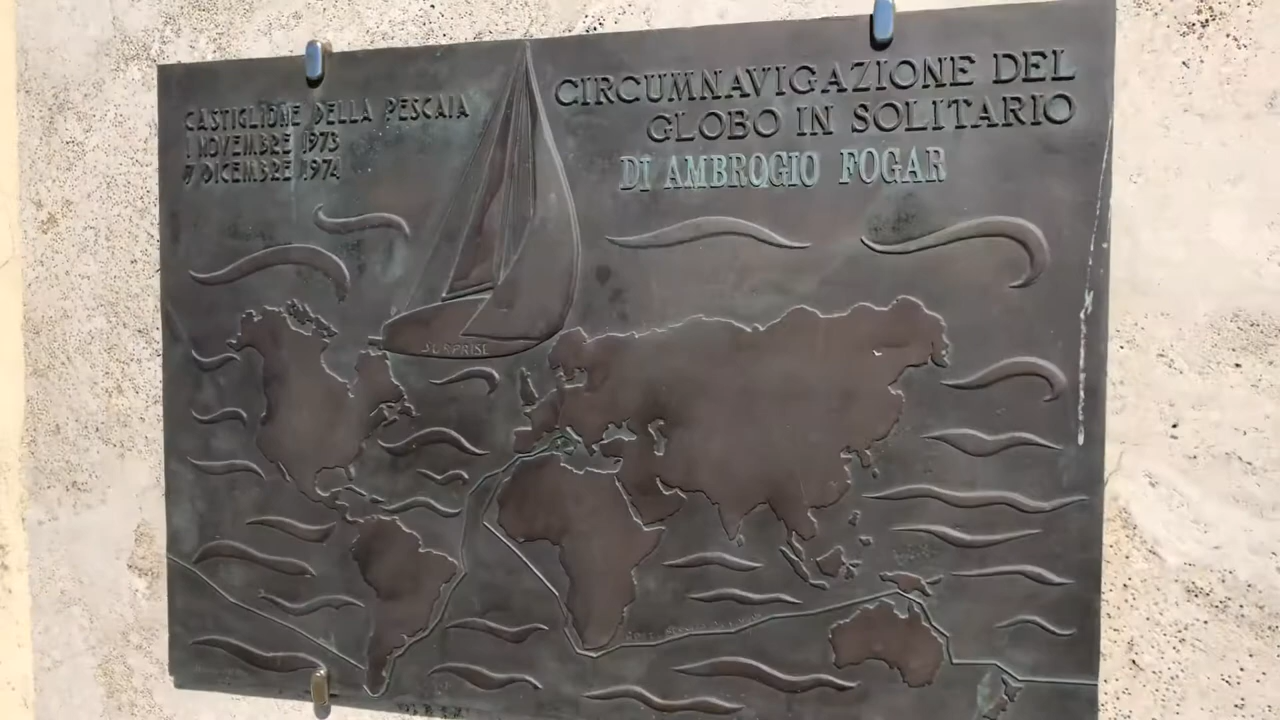 CASTIGLIONE DELLA PESCAIA
1 NOVEMBRE 1973
7 DICEMBRE 1974
CIRCUMNAVIGAZIONE DEL
GLOBO IN SOLITARIO
DI AMBROGIO FOGAR
SURPRISE